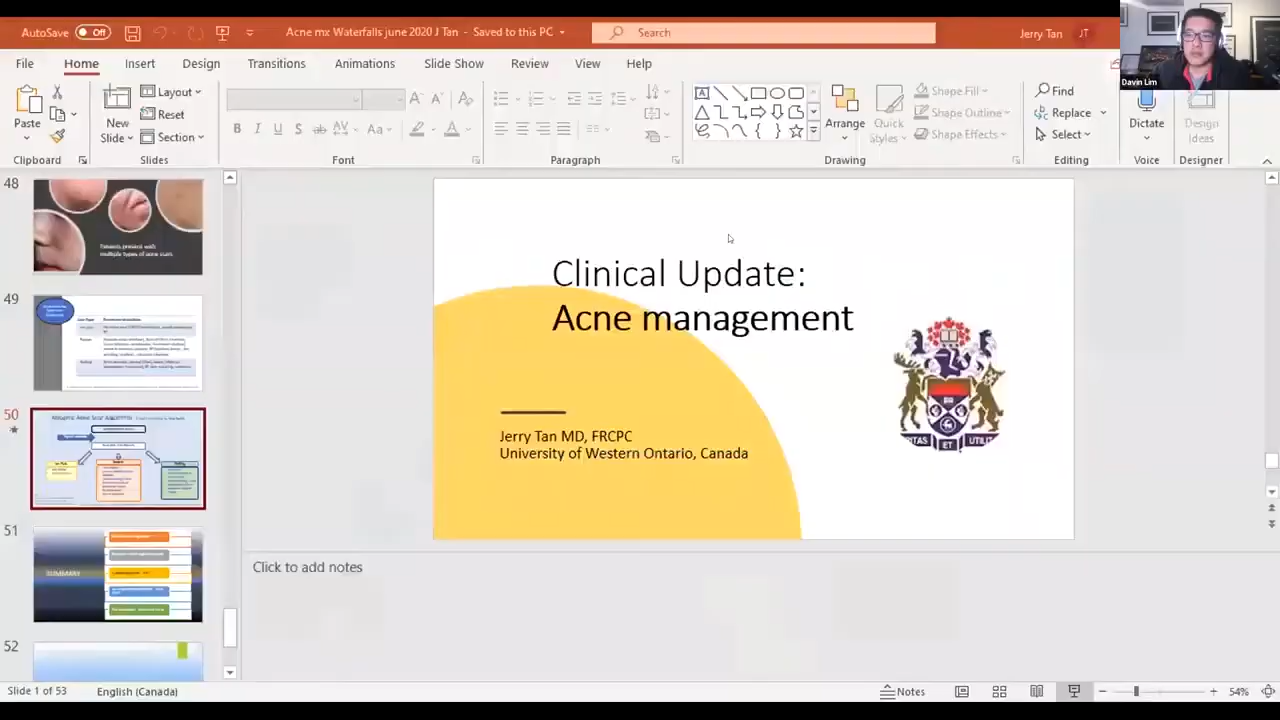 AutoSave Off
Acne mx Waterfalls june 2020 J Tan - Saved to this PC
Search
Jerry Tan JT
Davin Lim
File Home Insert Design Transitions Animations Slide Show Review View Help
Paste
New
Slide
Layout
Reset
Section
Aa
Arrange
Quick
Styles
Shape Fill
Shape Outline
Shape Effects
Find
Replace
Select
Dictate
Design
Ideas
Clipboard Slides Font Paragraph Drawing Editing Voice Designer
48
49
50
51
SUMMARY
52
Clinical Update:
Acne management
Jerry Tan MD, FRCPC
University of Western Ontario, Canada
ET UTILIT
Click to add notes
Slide 1 of 53 English (Canada) Notes 54%